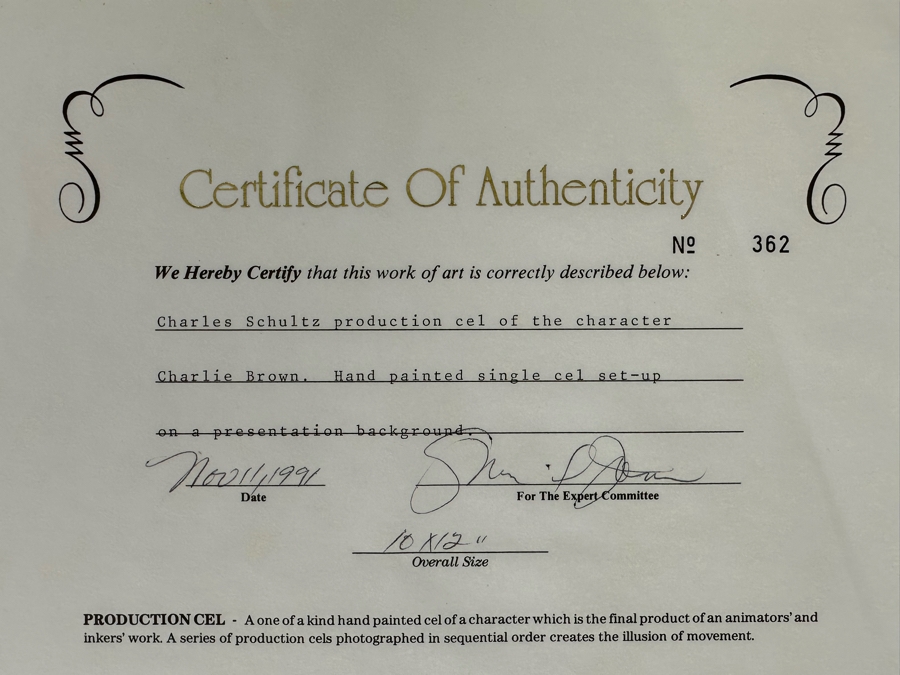 Certificate Of Authenticity
Nº 362
We Hereby Certify that this work of art is correctly described below:
Charles Schultz production cel of the character
Charlie Brown. Hand painted single cel set-up
on a presentation background.
Nov 11, 1991
Date
For The Expert Committee
10 X 12 "
Overall Size
PRODUCTION CEL - A one of a kind hand painted cel of a character which is the final product of an animators' and
inkers' work. A series of production cels photographed in sequential order creates the illusion of movement.